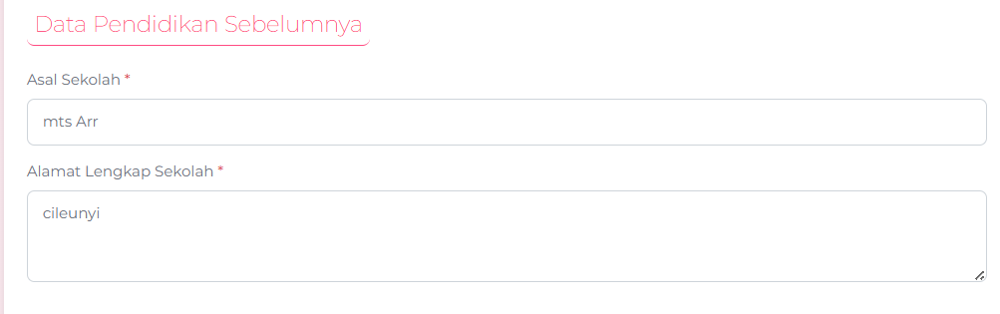 Data Pendidikan Sebelumnya
Asal Sekolah *
mts Arr
Alamat Lengkap Sekolah *
cileunyi